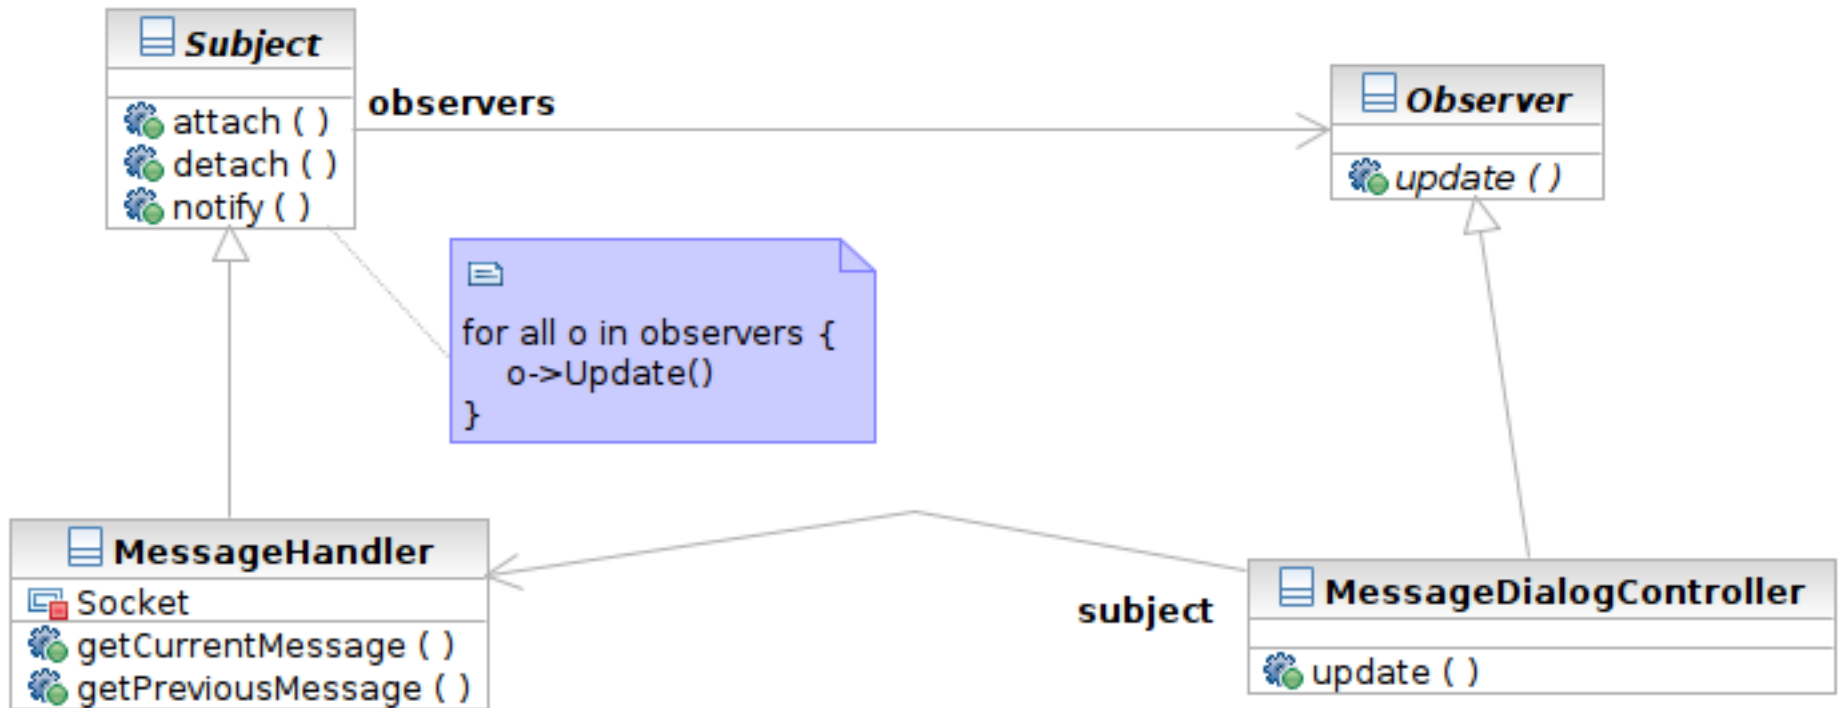 Subject
attach ( )
detach ( )
notify ( )
observers
Observer
update ( )
for all o in observers {
o->Update()
}
MessageHandler
Socket
getCurrentMessage ( )
getPreviousMessage ( )
subject
MessageDialogController
update ( )